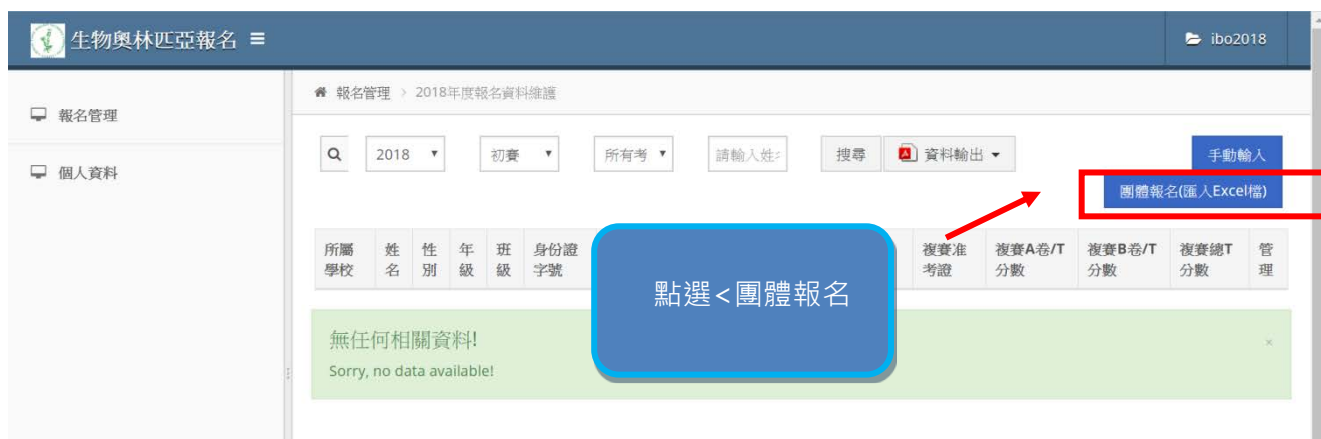 生物奧林匹亞報名
ibo2018
報名管理
個人資料
報名管理 > 2018年度報名資料維護
2018 初賽 所有考 請輸入姓 搜尋 資料輸出
手動輸入
團體報名(匯入Excel檔)
所屬學校 姓名 性別 年級 班級 身份證字號 複賽准考證 複賽A卷/T分數 複賽B卷/T分數 複賽總T分數 管理
點選<團體報名
無任何相關資料!
×
Sorry, no data available!